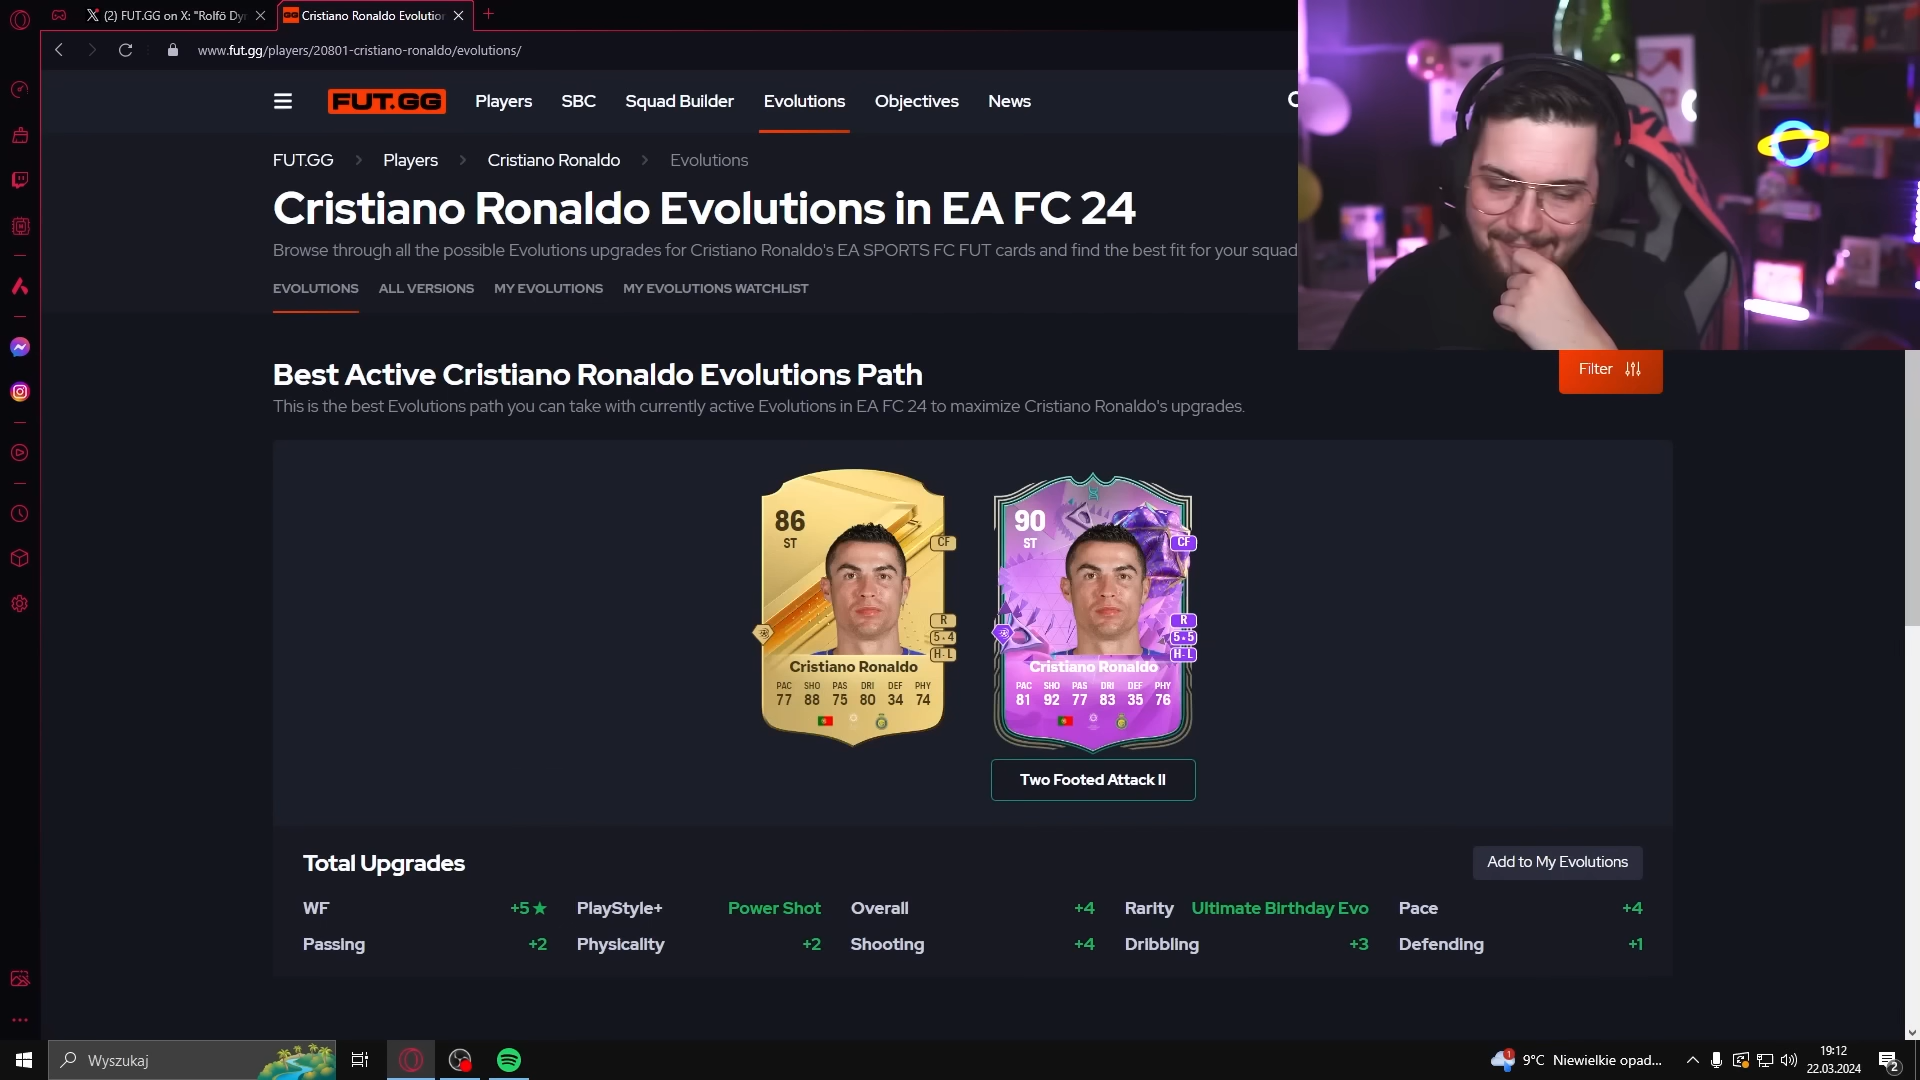 (2) FUT.GG on X: "Rolfö Dyr
Cristiano Ronaldo Evolution
www.fut.gg/players/20801-cristiano-ronaldo/evolutions/
FUT.GG
Players
SBC
Squad Builder
Evolutions
Objectives
News
FUT.GG
Players
Cristiano Ronaldo
Evolutions
Cristiano Ronaldo Evolutions in EA FC 24
Browse through all the possible Evolutions upgrades for Cristiano Ronaldo's EA SPORTS FC FUT cards and find the best fit for your squad
EVOLUTIONS
ALL VERSIONS
MY EVOLUTIONS
MY EVOLUTIONS WATCHLIST
Best Active Cristiano Ronaldo Evolutions Path
This is the best Evolutions path you can take with currently active Evolutions in EA FC 24 to maximize Cristiano Ronaldo's upgrades.
Filter
86
ST
CF
R
5★4
H·L
Cristiano Ronaldo
PAC SHO PAS DRI DEF PHY
77 88 75 80 34 74
90
ST
CF
R
5★5
H·L
Cristiano Ronaldo
PAC SHO PAS DRI DEF PHY
81 92 77 83 35 76
Two Footed Attack II
Total Upgrades
Add to My Evolutions
WF +5★
PlayStyle+ Power Shot
Overall +4
Rarity Ultimate Birthday Evo
Pace +4
Passing +2
Physicality +2
Shooting +4
Dribbling +3
Defending +1
Wyszukaj
1
9°C Niewielkie opad...
19:12
22.03.2024
2